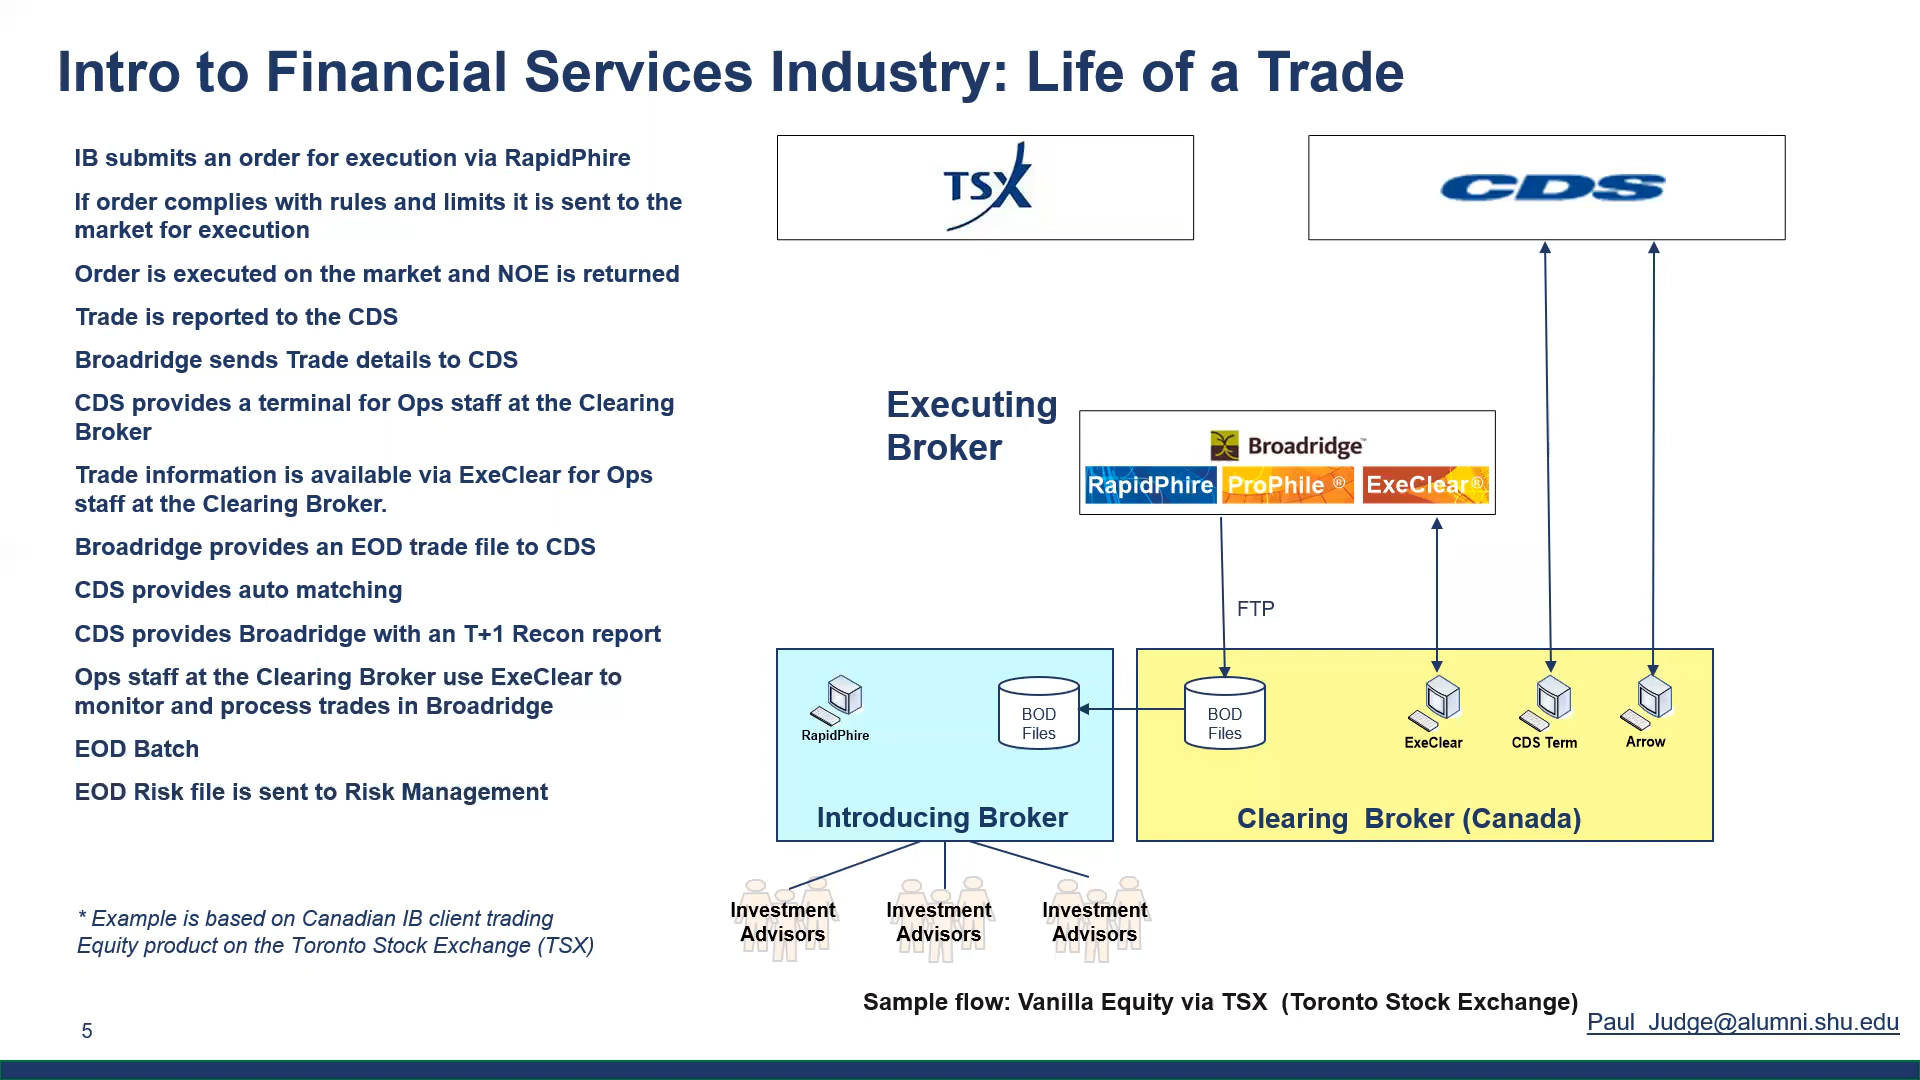 Intro to Financial Services Industry: Life of a Trade
IB submits an order for execution via RapidPhire
If order complies with rules and limits it is sent to the
market for execution
Order is executed on the market and NOE is returned
Trade is reported to the CDS
Broadridge sends Trade details to CDS
CDS provides a terminal for Ops staff at the Clearing
Broker
Trade information is available via ExeClear for Ops
staff at the Clearing Broker.
Broadridge provides an EOD trade file to CDS
CDS provides auto matching
CDS provides Broadridge with an T+1 Recon report
Ops staff at the Clearing Broker use ExeClear to
monitor and process trades in Broadridge
EOD Batch
EOD Risk file is sent to Risk Management
* Example is based on Canadian IB client trading
Equity product on the Toronto Stock Exchange (TSX)
5
TSX
CDS
Executing
Broker
Broadridge™
RapidPhire
ProPhile ®
ExeClear®
FTP
RapidPhire
BOD
Files
Introducing Broker
BOD
Files
ExeClear
CDS Term
Arrow
Clearing  Broker (Canada)
Investment
Advisors
Investment
Advisors
Investment
Advisors
Sample flow: Vanilla Equity via TSX  (Toronto Stock Exchange)
Paul_Judge@alumni.shu.edu